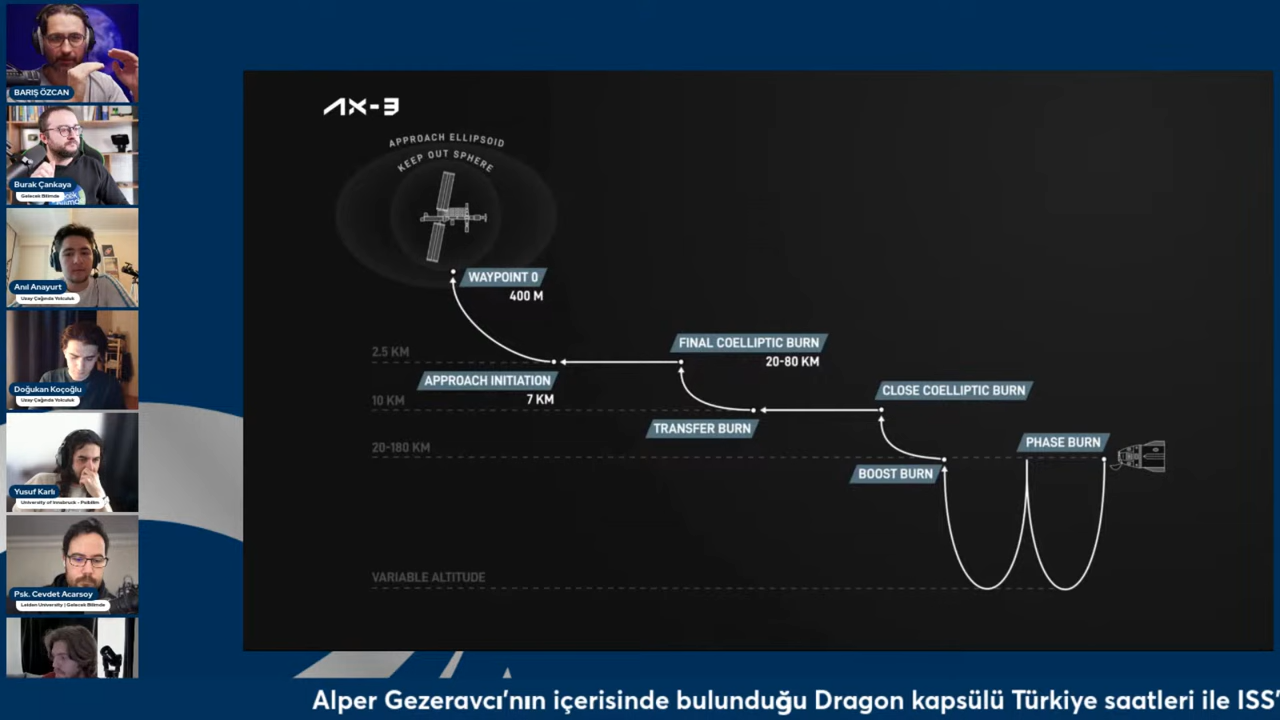 BARIŞ ÖZCAN
Burak Çankaya
Gelecek Bilimde
Anıl Anayurt
Uzay Çağında Yolculuk
Doğukan Koçoğlu
Uzay Çağında Yolculuk
Yusuf Karlı
University of Innsbruck - Polbilim
Psk. Cevdet Acarsoy
Leiden University | Gelecek Bilimde
AX-3
APPROACH ELLIPSOID
KEEP OUT SPHERE
WAYPOINT 0
400 M
2.5 KM
FINAL COELLIPTIC BURN
20-80 KM
APPROACH INITIATION
7 KM
10 KM
CLOSE COELLIPTIC BURN
TRANSFER BURN
20-180 KM
PHASE BURN
BOOST BURN
VARIABLE ALTITUDE
Alper Gezeravcı'nın içerisinde bulunduğu Dragon kapsülü Türkiye saatleri ile ISS'